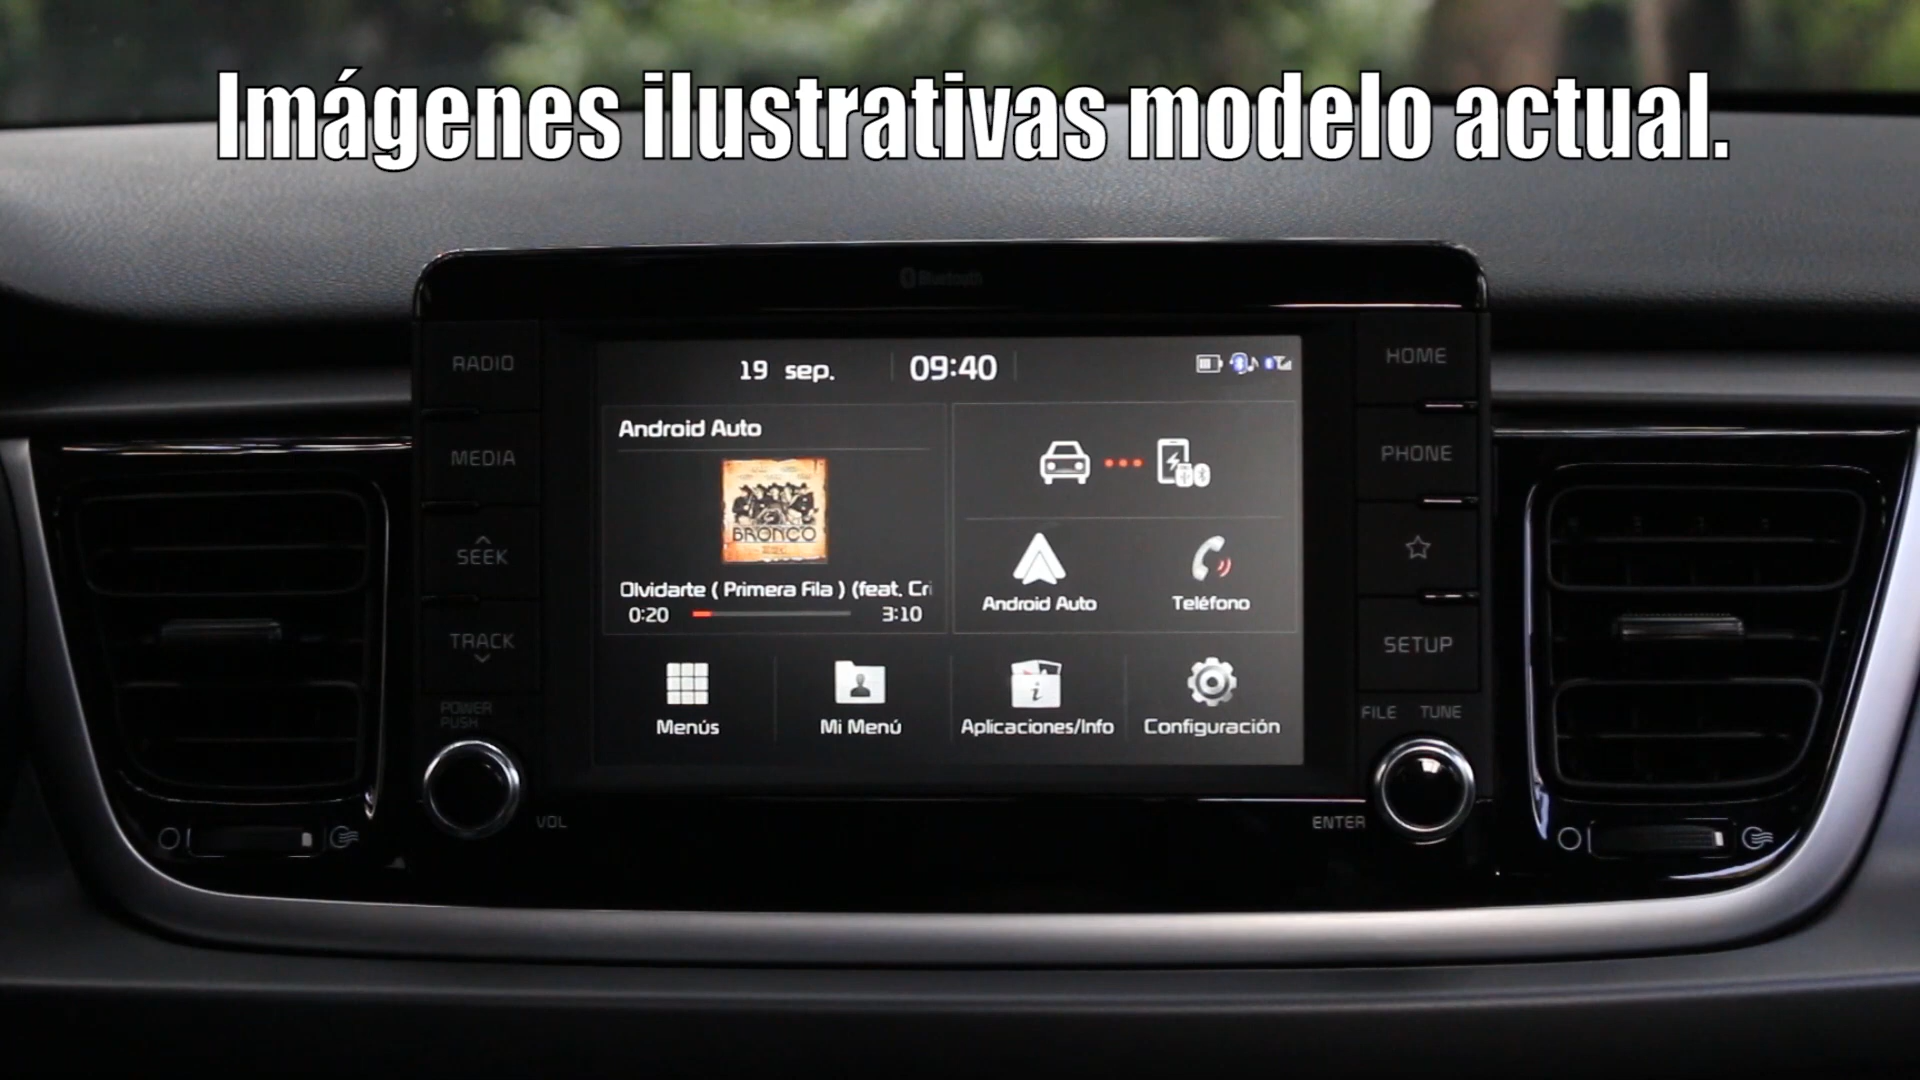 Imágenes ilustrativas modelo actual.
Bluetooth
RADIO
MEDIA
SEEK
TRACK
POWER
PUSH
VOL
19 sep.
09:40
Android Auto
BRONCO
Olvidarte ( Primera Fila ) (feat. Cri
0:20
3:10
Android Auto
Teléfono
Menús
Mi Menú
Aplicaciones/Info
Configuración
HOME
PHONE
SETUP
FILE
TUNE
ENTER